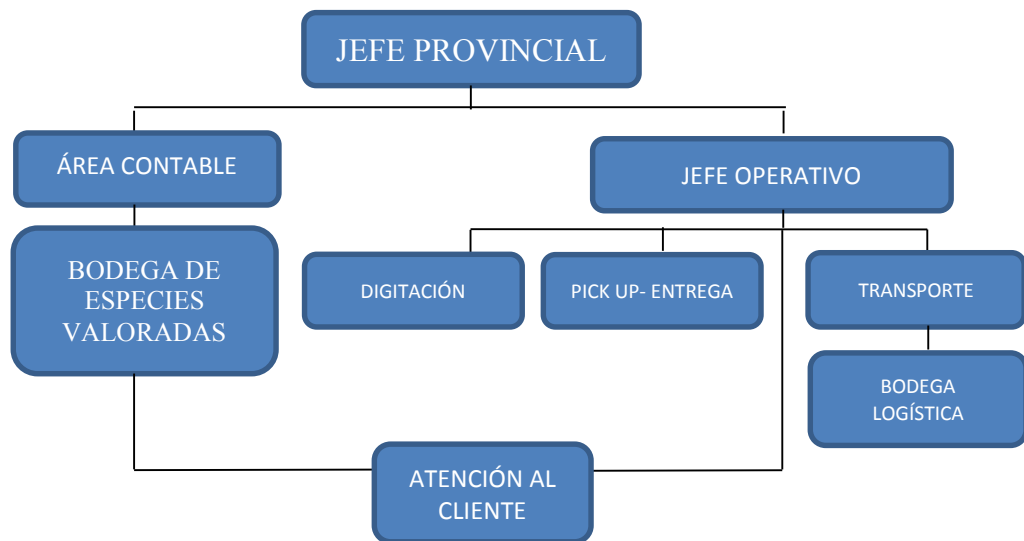 JEFE PROVINCIAL
ÁREA CONTABLE
JEFE OPERATIVO
BODEGA DE
ESPECIES
VALORADAS
DIGITACIÓN
PICK UP- ENTREGA
TRANSPORTE
BODEGA
LOGÍSTICA
ATENCIÓN AL
CLIENTE